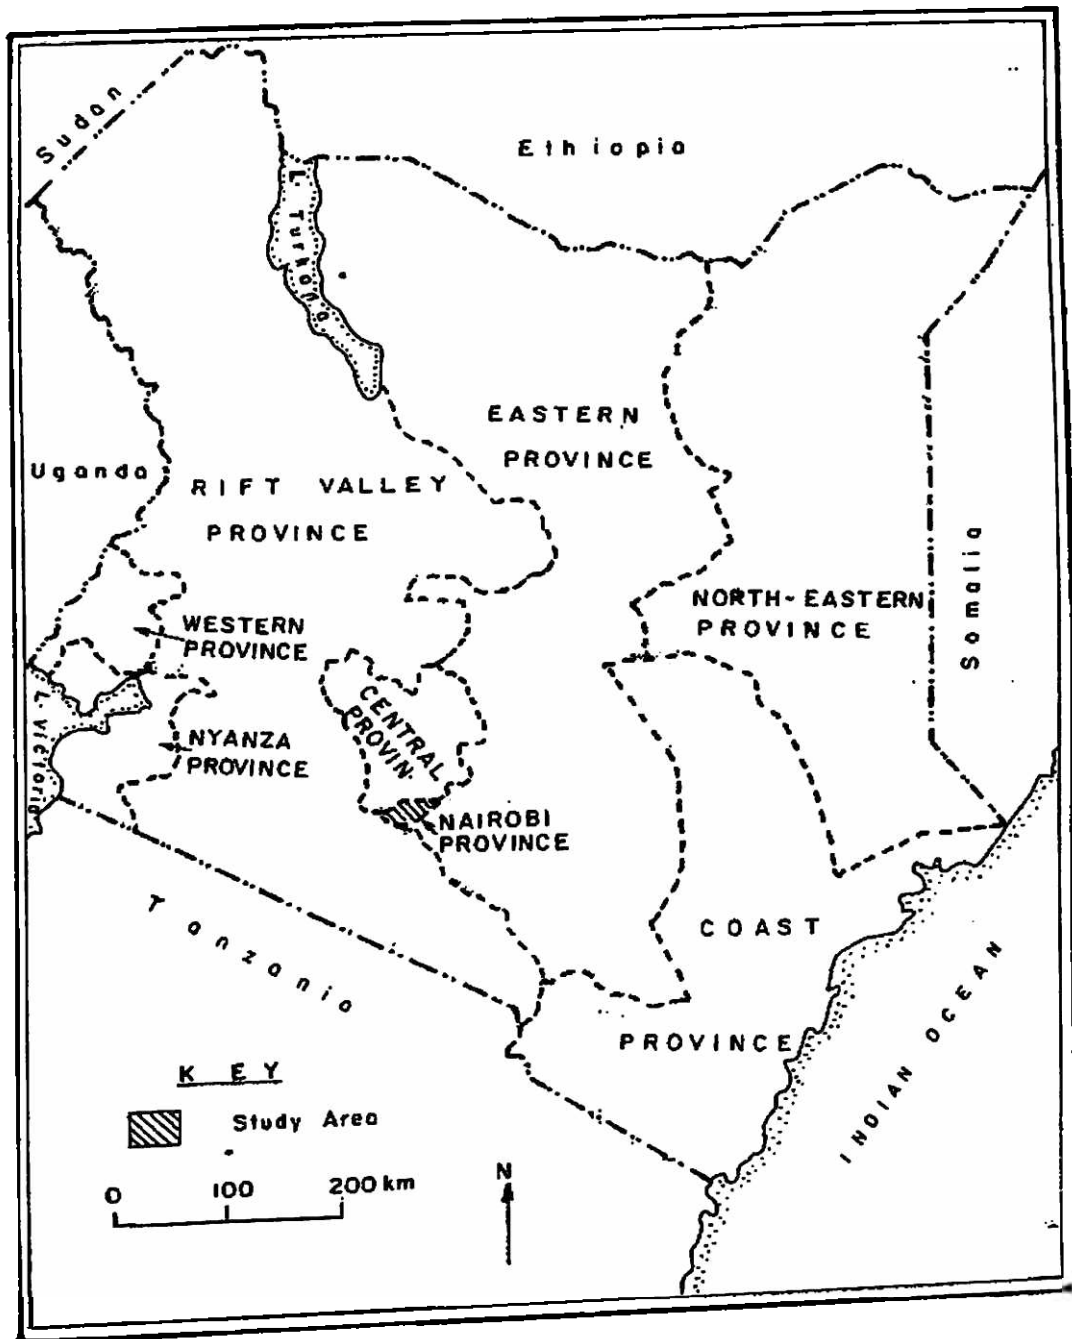 Sudan
Ethiopia
L. Turkana
EASTERN
PROVINCE
Uganda
RIFT VALLEY
PROVINCE
Somalia
NORTH-EASTERN
PROVINCE
WESTERN
PROVINCE
CENTRAL
PROVIN.
L. Victoria
NYANZA
PROVINCE
NAIROBI
PROVINCE
Tanzania
COAST
PROVINCE
INDIAN OCEAN
KEY
Study Area
0 100 200 km
N